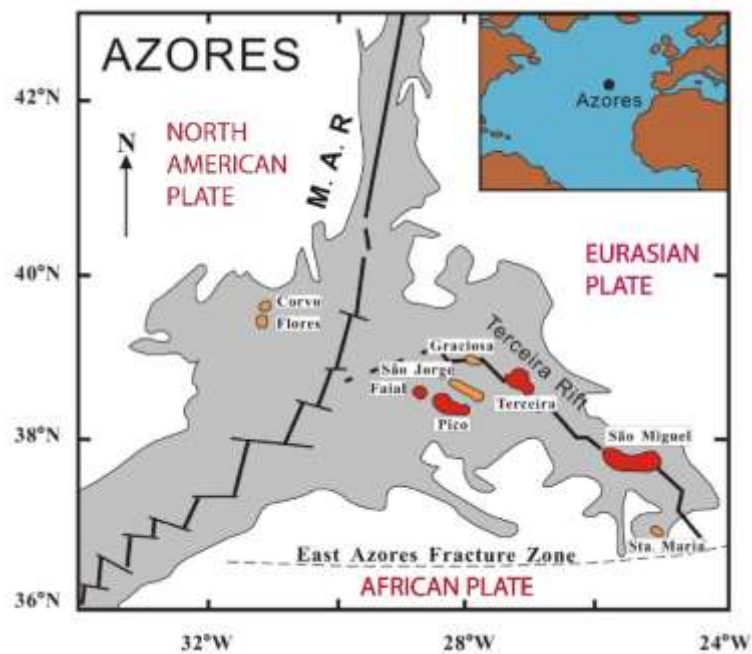 AZORES
Azores
42°N
N
NORTH
AMERICAN
PLATE
M. A. R
40°N
EURASIAN
PLATE
Corvo
Flores
Graciosa
Terceira Rift
São Jorge
Faial
Terceira
Pico
38°N
São Miguel
Sta. Maria
East Azores Fracture Zone
AFRICAN PLATE
36°N
32°W
28°W
24°W